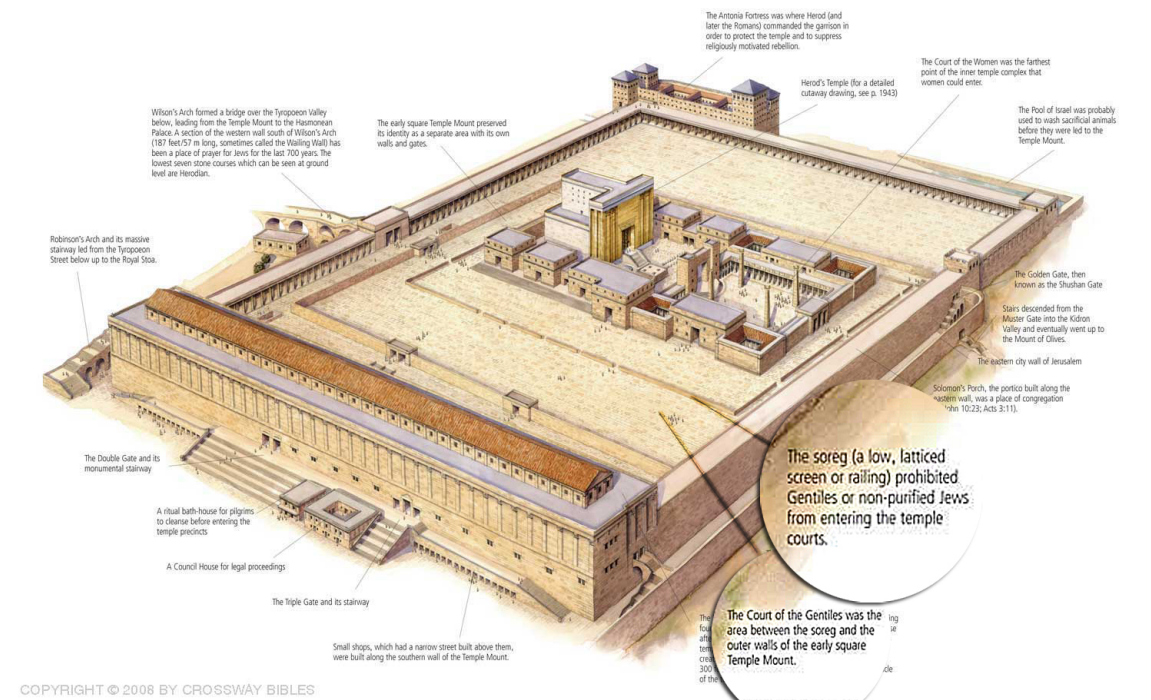 The Antonia Fortress was where Herod (and
later the Romans) commanded the garrison in
order to protect the temple and to suppress
religiously motivated rebellion.
The Court of the Women was the farthest
point of the inner temple complex that
women could enter.
Herod's Temple (for a detailed
cutaway drawing, see p. 1943)
The Pool of Israel was probably
used to wash sacrificial animals
before they were led to the
Temple Mount.
Wilson's Arch formed a bridge over the Tyropoeon Valley
below, leading from the Temple Mount to the Hasmonean
Palace. A section of the western wall south of Wilson's Arch
(187 feet/57 m long, sometimes called the Wailing Wall) has
been a place of prayer for Jews for the last 700 years. The
lowest seven stone courses which can be seen at ground
level are Herodian.
The early square Temple Mount preserved
its identity as a separate area with its own
walls and gates.
Robinson's Arch and its massive
stairway led from the Tyropoeon
Street below up to the Royal Stoa.
The Golden Gate, then
known as the Shushan Gate
Stairs descended from the
Muster Gate into the Kidron
Valley and eventually went up to
the Mount of Olives.
The eastern city wall of Jerusalem
Solomon's Porch, the portico built along the
eastern wall, was a place of congregation
John 10:23; Acts 3:11).
The soreg (a low, latticed
screen or railing) prohibited
Gentiles or non-purified Jews
from entering the temple
courts.
The Double Gate and its
monumental stairway
A ritual bath-house for pilgrims
to cleanse before entering the
temple precincts
A Council House for legal proceedings
The Triple Gate and its stairway
Small shops, which had a narrow street built above them,
were built along the southern wall of the Temple Mount.
The Court of the Gentiles was the
area between the soreg and the
outer walls of the early square
Temple Mount.
The
300
of the
COPYRIGHT © 2008 BY CROSSWAY BIBLES